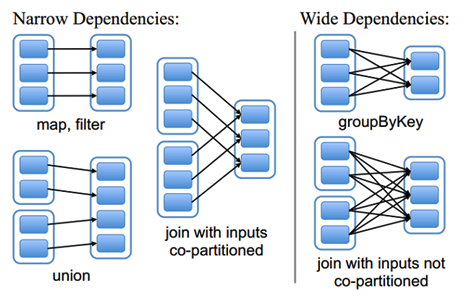 Narrow Dependencies:
map, filter
union
join with inputs
co-partitioned
Wide Dependencies:
groupByKey
join with inputs not
co-partitioned